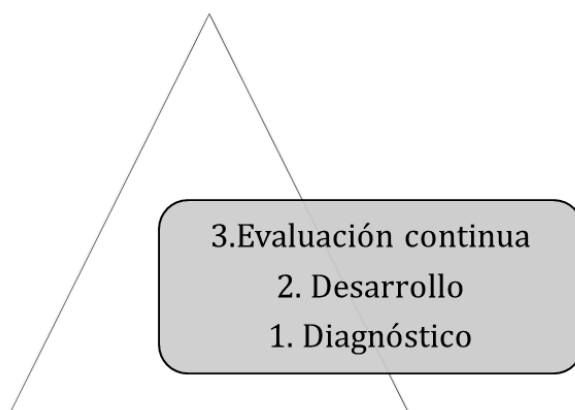 3.Evaluación continua
2. Desarrollo
1. Diagnóstico